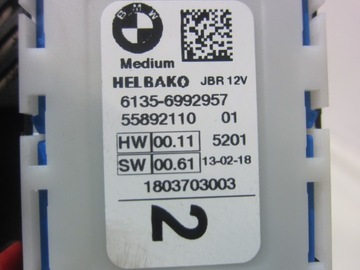 BMW
Medium
HELBAKO JBR 12V
6135-6992957
55892110 01
HW 00.11 5201
SW 00.61 13-02-18
1803703003
2